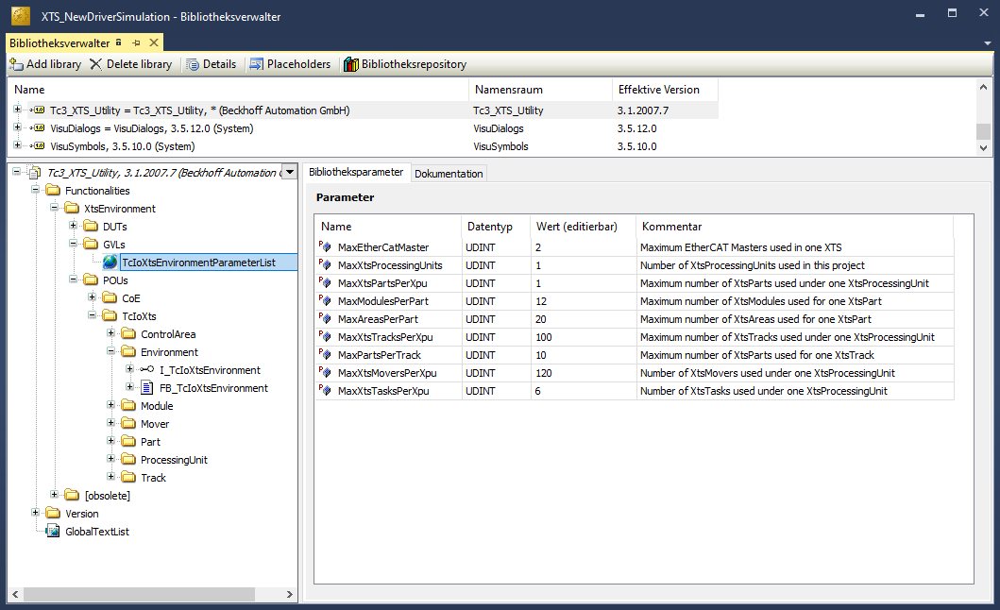 XTS_NewDriverSimulation - Bibliotheksverwalter
Bibliotheksverwalter
Add library Delete library Details Placeholders Bibliotheksrepository
Name Namensraum Effektive Version
Tc3_XTS_Utility = Tc3_XTS_Utility, * (Beckhoff Automation GmbH) Tc3_XTS_Utility 3.1.2007.7
VisuDialogs = VisuDialogs, 3.5.12.0 (System) VisuDialogs 3.5.12.0
VisuSymbols, 3.5.10.0 (System) VisuSymbols 3.5.10.0
Tc3_XTS_Utility, 3.1.2007.7 (Beckhoff Automation
Functionalities
XtsEnvironment
DUTs
GVLs
TcIoXtsEnvironmentParameterList
POUs
CoE
TcIoXts
ControlArea
Environment
I_TcIoXtsEnvironment
FB_TcIoXtsEnvironment
Module
Mover
Part
ProcessingUnit
Track
[obsolete]
Version
GlobalTextList
Bibliotheksparameter Dokumentation
Parameter
Name Datentyp Wert (editierbar) Kommentar
MaxEtherCatMaster UDINT 2 Maximum EtherCAT Masters used in one XTS
MaxXtsProcessingUnits UDINT 1 Number of XtsProcessingUnits used in this project
MaxXtsPartsPerXpu UDINT 1 Maximum number of XtsParts used under one XtsProcessingUnit
MaxModulesPerPart UDINT 12 Maximum number of XtsModules used for one XtsPart
MaxAreasPerPart UDINT 20 Maximum number of XtsAreas used for one XtsPart
MaxXtsTracksPerXpu UDINT 100 Maximum number of XtsTracks used under one XtsProcessingUnit
MaxPartsPerTrack UDINT 10 Maximum number of XtsParts used for one XtsTrack
MaxXtsMoversPerXpu UDINT 120 Number of XtsMovers used under one XtsProcessingUnit
MaxXtsTasksPerXpu UDINT 6 Number of XtsTasks used under one XtsProcessingUnit